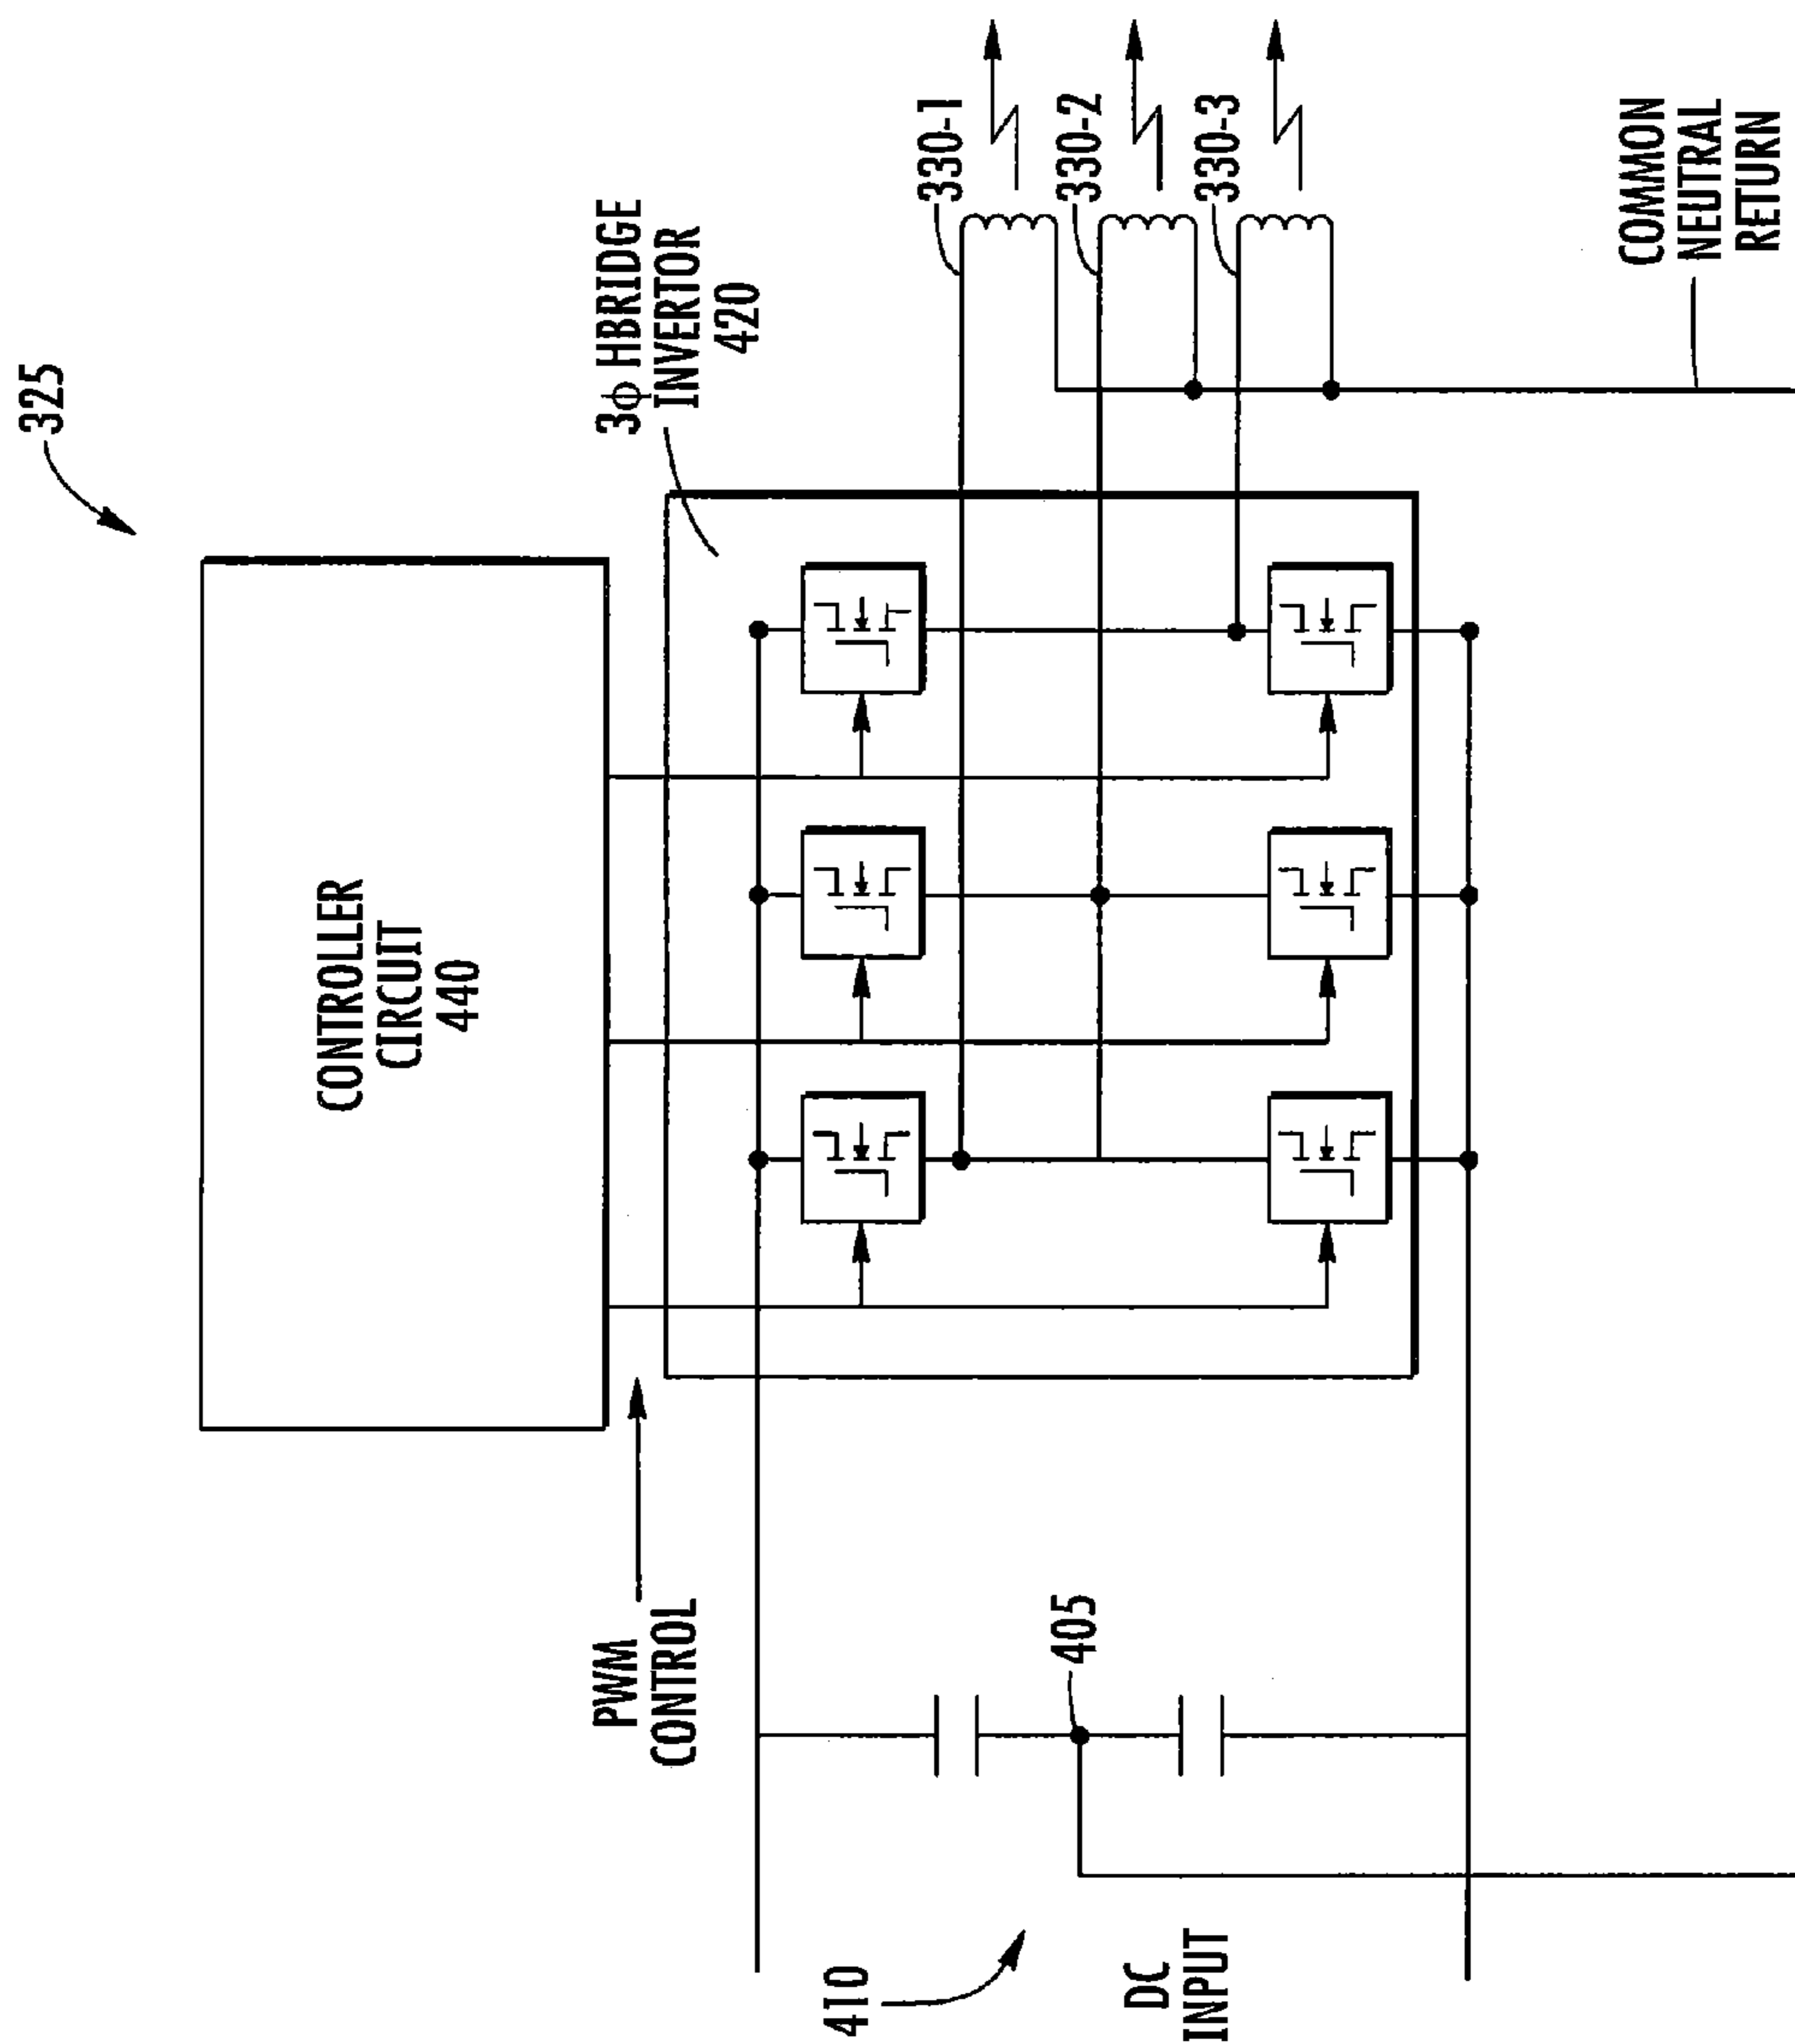 325
CONTROLLER
CIRCUIT
440
3Φ HBRIDGE
INVERTOR
420
PWM
CONTROL
330-1
330-2
330-3
405
410
DC
INPUT
COMMON
NEUTRAL
RETURN